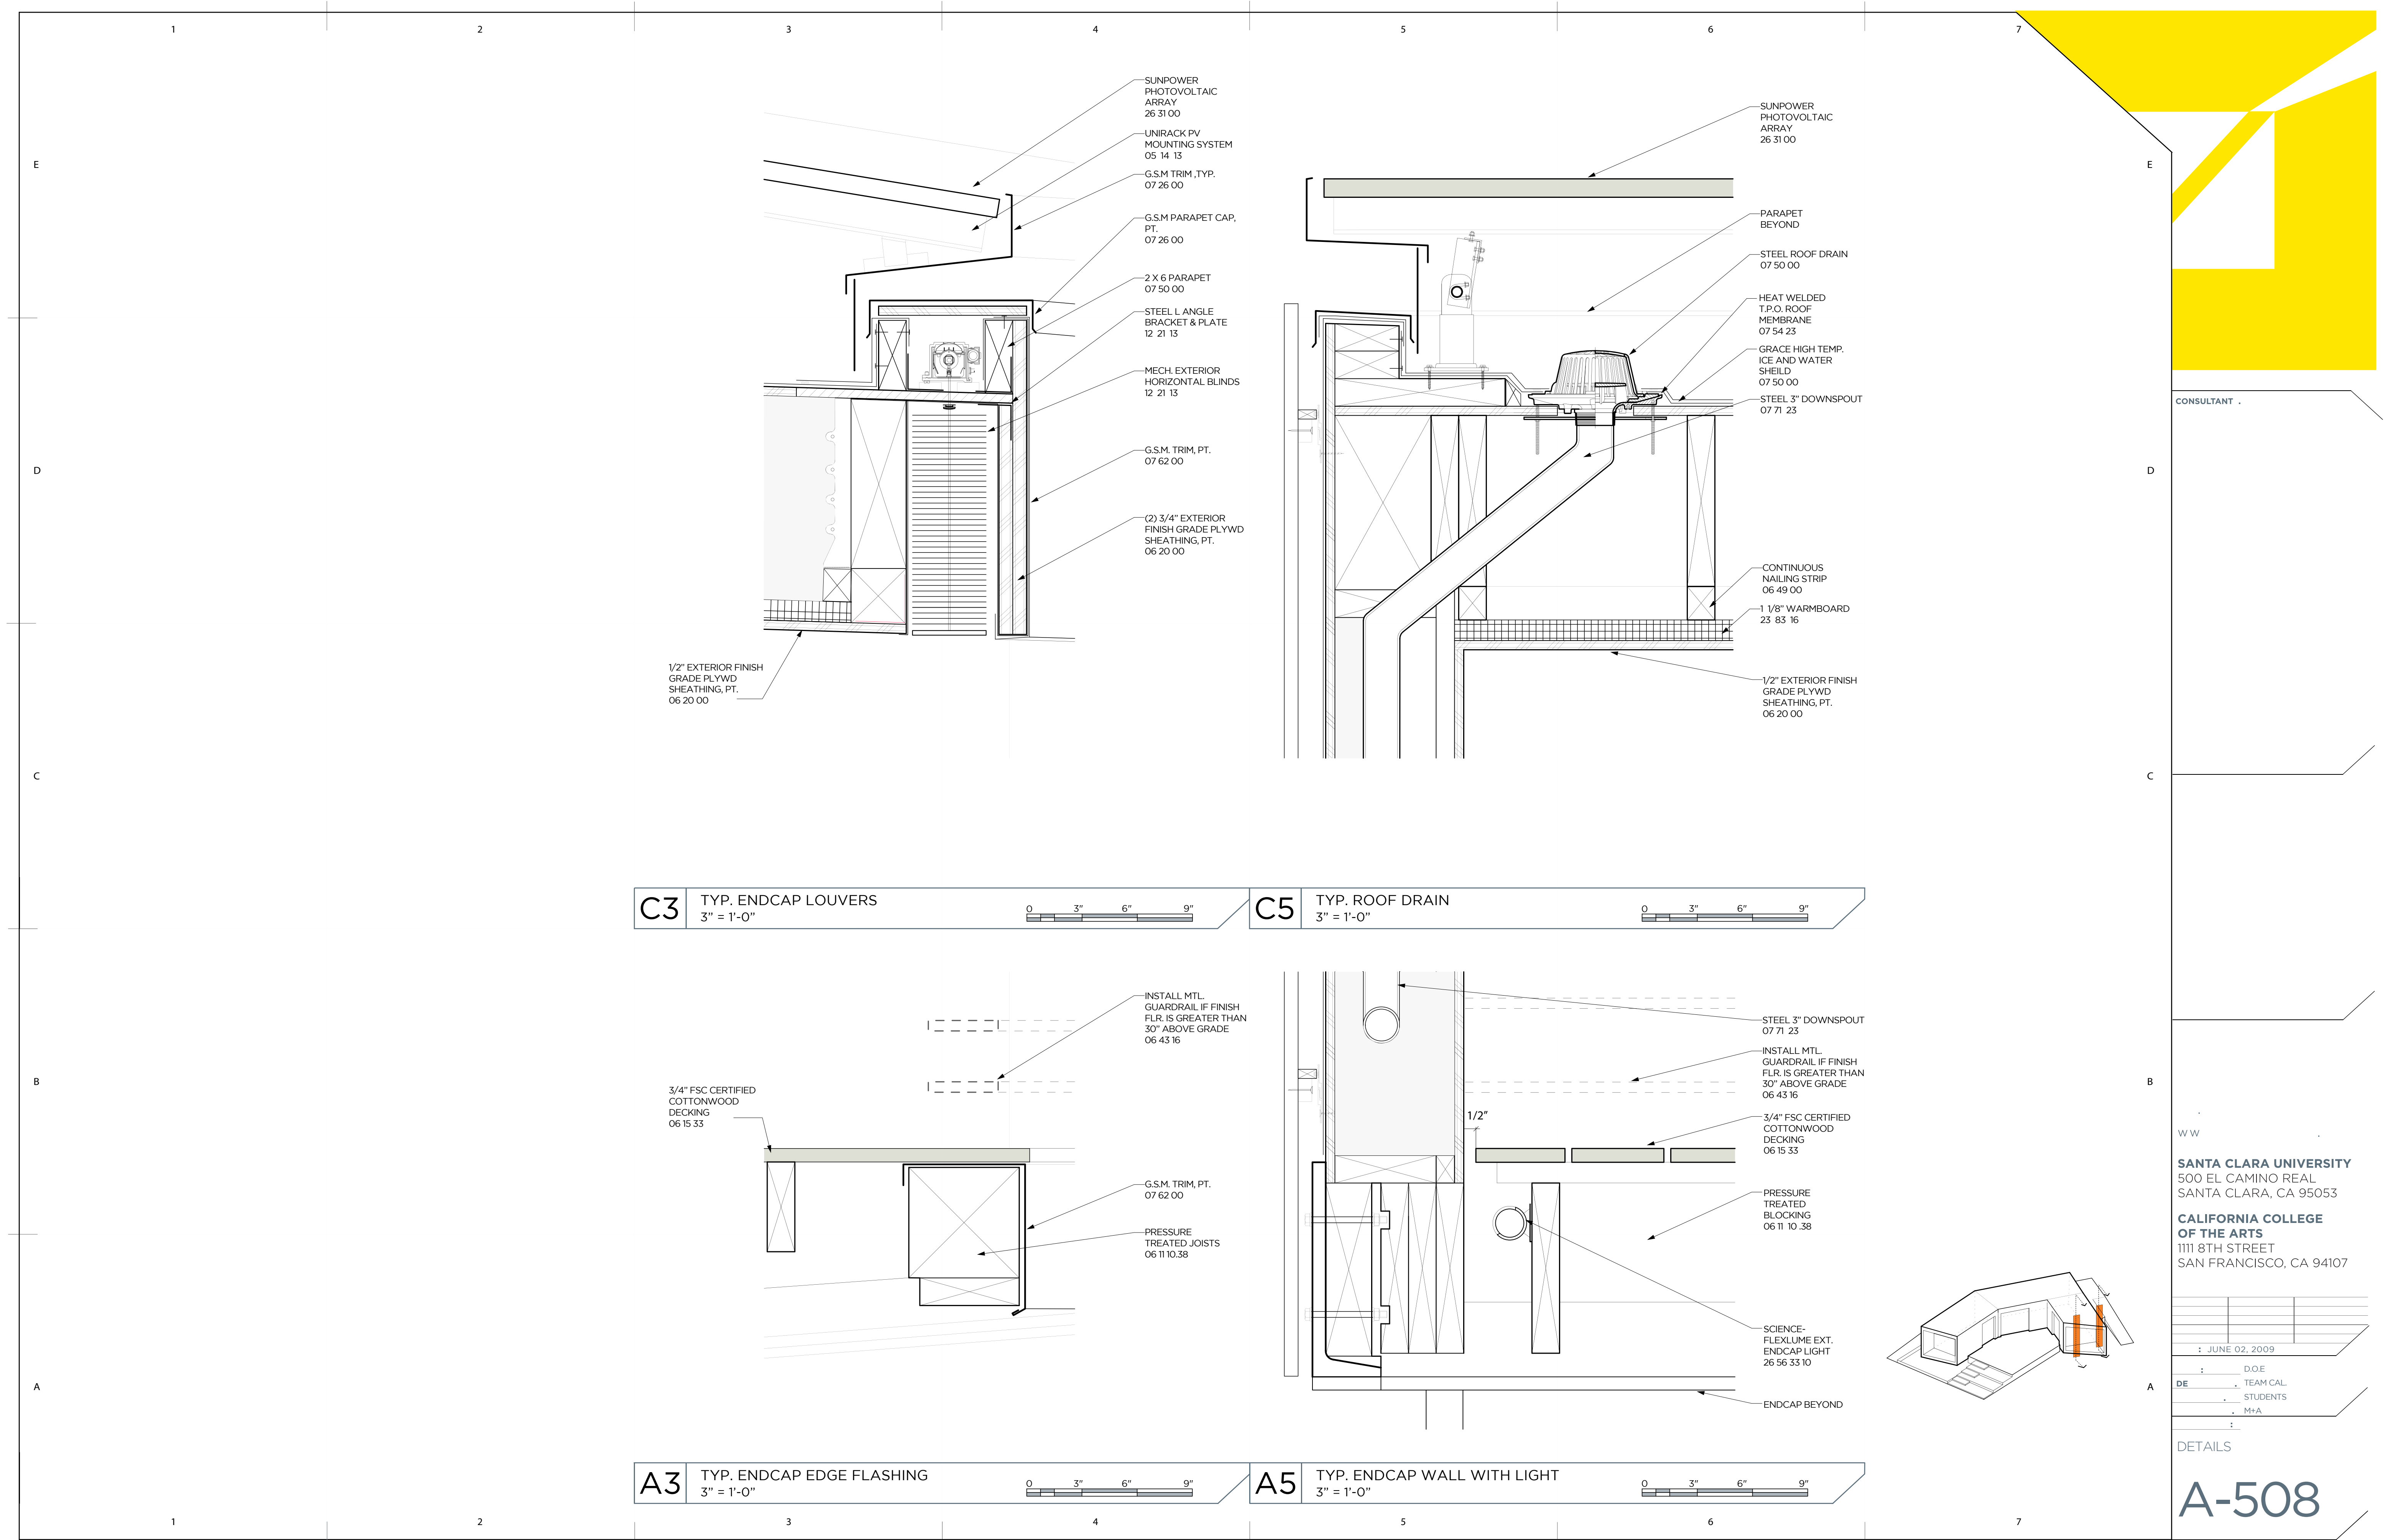 1 2 3 4 5 6 7
E
D
C
B
A
SUNPOWER
PHOTOVOLTAIC
ARRAY
26 31 00
UNIRACK PV
MOUNTING SYSTEM
05 14 13
G.S.M TRIM ,TYP.
07 26 00
G.S.M PARAPET CAP,
PT.
07 26 00
2 X 6 PARAPET
07 50 00
STEEL L ANGLE
BRACKET & PLATE
12 21 13
MECH. EXTERIOR
HORIZONTAL BLINDS
12 21 13
G.S.M. TRIM, PT.
07 62 00
(2) 3/4" EXTERIOR
FINISH GRADE PLYWD
SHEATHING, PT.
06 20 00
1/2" EXTERIOR FINISH
GRADE PLYWD
SHEATHING, PT.
06 20 00
C3 TYP. ENDCAP LOUVERS
3" = 1'-0"
0 3" 6" 9"
SUNPOWER
PHOTOVOLTAIC
ARRAY
26 31 00
PARAPET
BEYOND
STEEL ROOF DRAIN
07 50 00
HEAT WELDED
T.P.O. ROOF
MEMBRANE
07 54 23
GRACE HIGH TEMP.
ICE AND WATER
SHEILD
07 50 00
STEEL 3" DOWNSPOUT
07 71 23
CONTINUOUS
NAILING STRIP
06 49 00
1 1/8" WARMBOARD
23 83 16
1/2" EXTERIOR FINISH
GRADE PLYWD
SHEATHING, PT.
06 20 00
C5 TYP. ROOF DRAIN
3" = 1'-0"
0 3" 6" 9"
INSTALL MTL.
GUARDRAIL IF FINISH
FLR. IS GREATER THAN
30" ABOVE GRADE
06 43 16
3/4" FSC CERTIFIED
COTTONWOOD
DECKING
06 15 33
G.S.M. TRIM, PT.
07 62 00
PRESSURE
TREATED JOISTS
06 11 10.38
A3 TYP. ENDCAP EDGE FLASHING
3" = 1'-0"
0 3" 6" 9"
STEEL 3" DOWNSPOUT
07 71 23
INSTALL MTL.
GUARDRAIL IF FINISH
FLR. IS GREATER THAN
30" ABOVE GRADE
06 43 16
1/2"
3/4" FSC CERTIFIED
COTTONWOOD
DECKING
06 15 33
PRESSURE
TREATED
BLOCKING
06 11 10 .38
SCIENCE-
FLEXLUME EXT.
ENDCAP LIGHT
26 56 33 10
ENDCAP BEYOND
A5 TYP. ENDCAP WALL WITH LIGHT
3" = 1'-0"
0 3" 6" 9"
E
D
C
B
A
1 2 3 4 5 6 7
CONSULTANT .
.
W W .
SANTA CLARA UNIVERSITY
500 EL CAMINO REAL
SANTA CLARA, CA 95053
CALIFORNIA COLLEGE
OF THE ARTS
1111 8TH STREET
SAN FRANCISCO, CA 94107
: JUNE 02, 2009
: D.O.E
DE . TEAM CAL.
. STUDENTS
. M+A
:
DETAILS
A-508